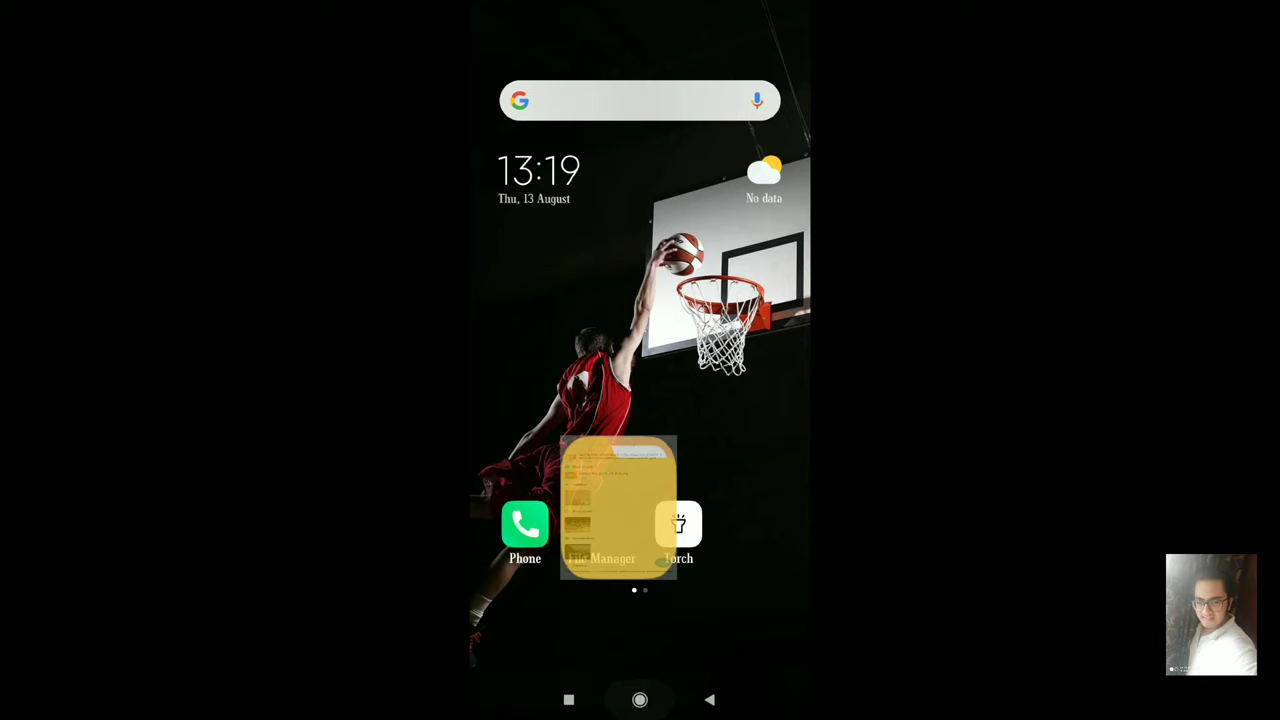 13:19
Thu, 13 August
No data
Phone
File Manager
Torch